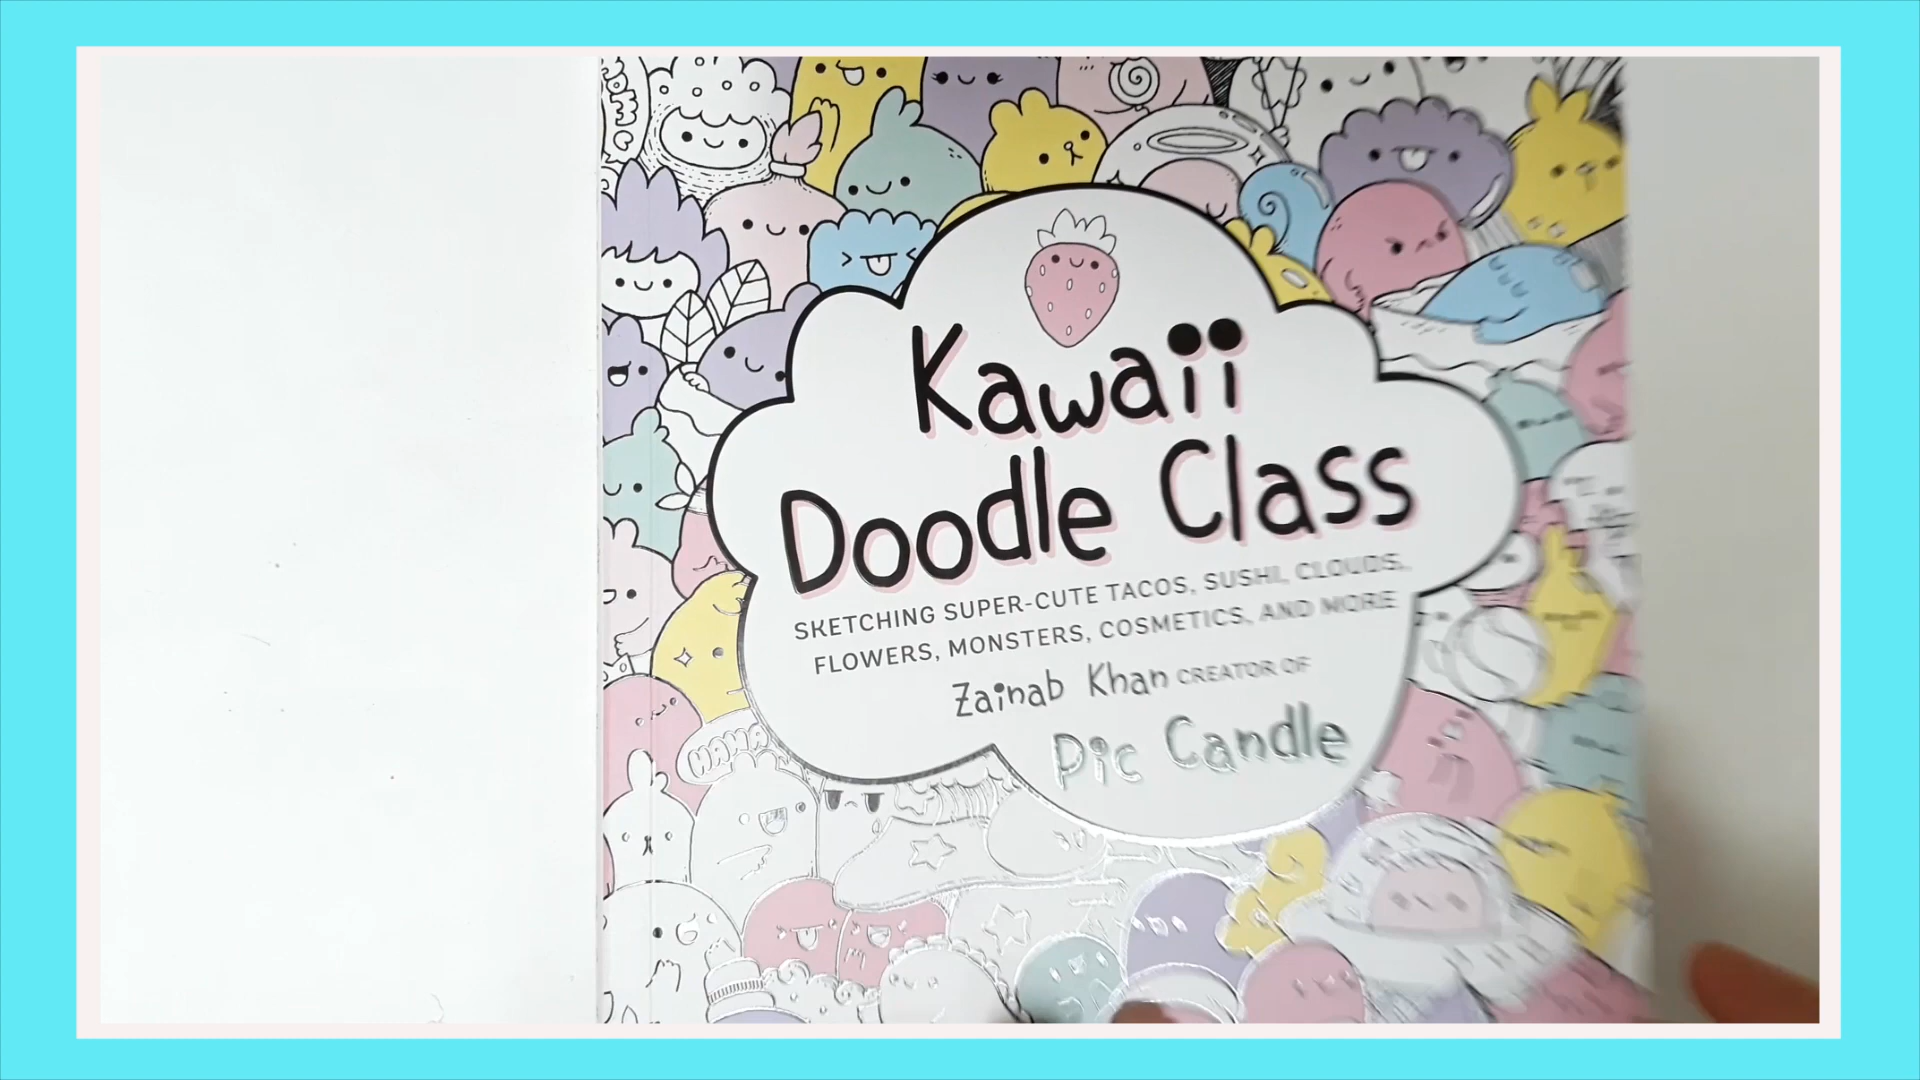 Kawaii
Doodle Class
SKETCHING SUPER-CUTE TACOS, SUSHI, CLOUDS,
FLOWERS, MONSTERS, COSMETICS, AND MORE
Zainab Khan CREATOR OF
Pic Candle
HAHA